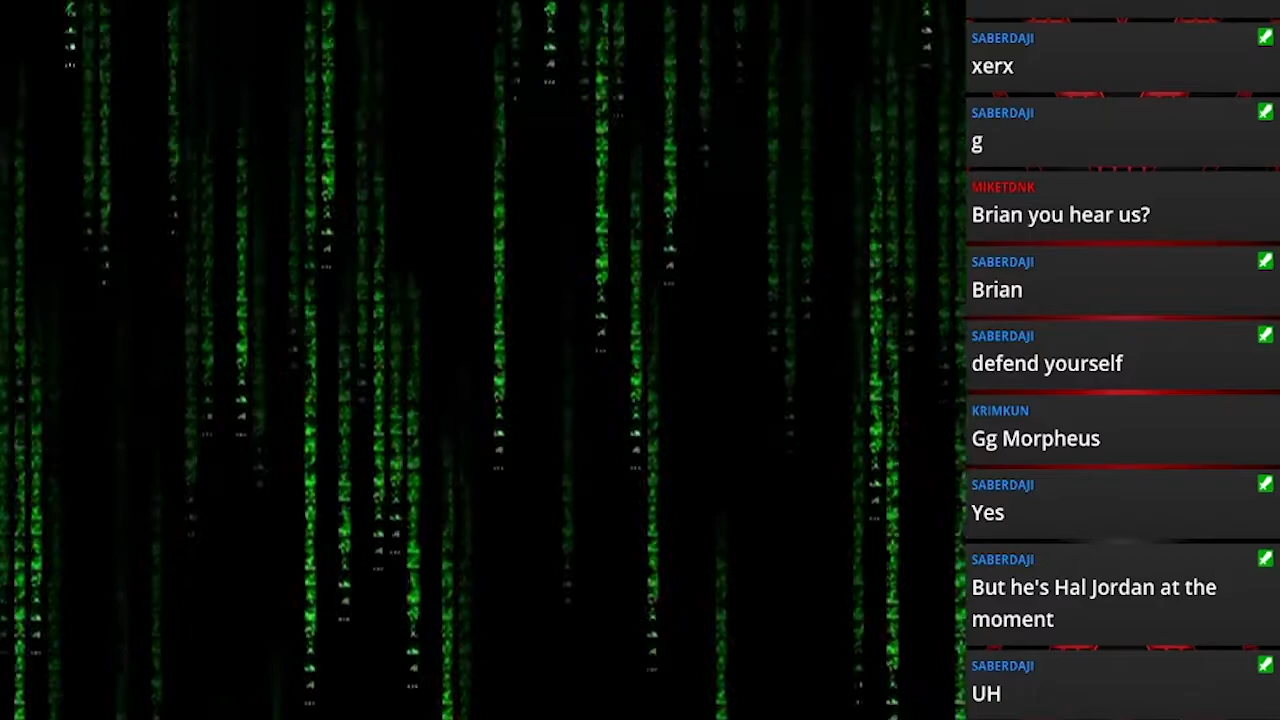 SABERDAJI
xerx
SABERDAJI
g
MIKETDNK
Brian you hear us?
SABERDAJI
Brian
SABERDAJI
defend yourself
KRIMKUN
Gg Morpheus
SABERDAJI
Yes
SABERDAJI
But he's Hal Jordan at the
moment
SABERDAJI
UH